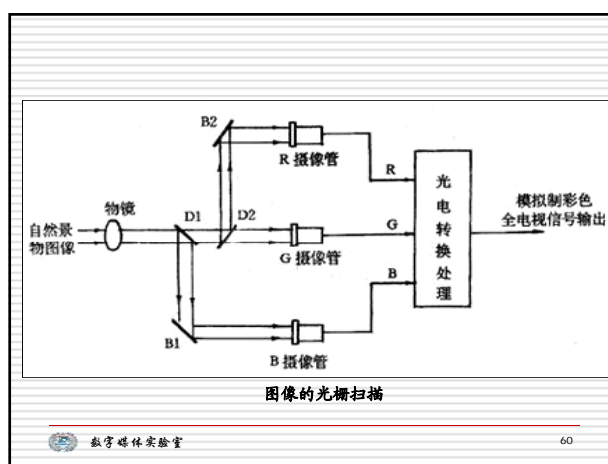 B2
R 摄像管
R
物镜
D1
D2
自然景
物图像
G 摄像管
G
光电转换处理
模拟制彩色
全电视信号输出
B1
B 摄像管
B
图像的光栅扫描
数字媒体实验室
60